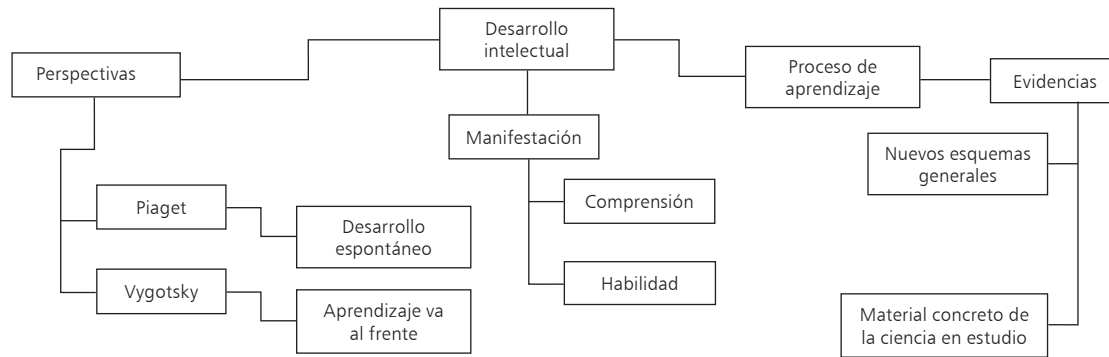 Desarrollo
intelectual
Perspectivas
Proceso de
aprendizaje
Evidencias
Manifestación
Nuevos esquemas
generales
Piaget
Comprensión
Desarrollo
espontáneo
Vygotsky
Habilidad
Aprendizaje va
al frente
Material concreto de
la ciencia en estudio